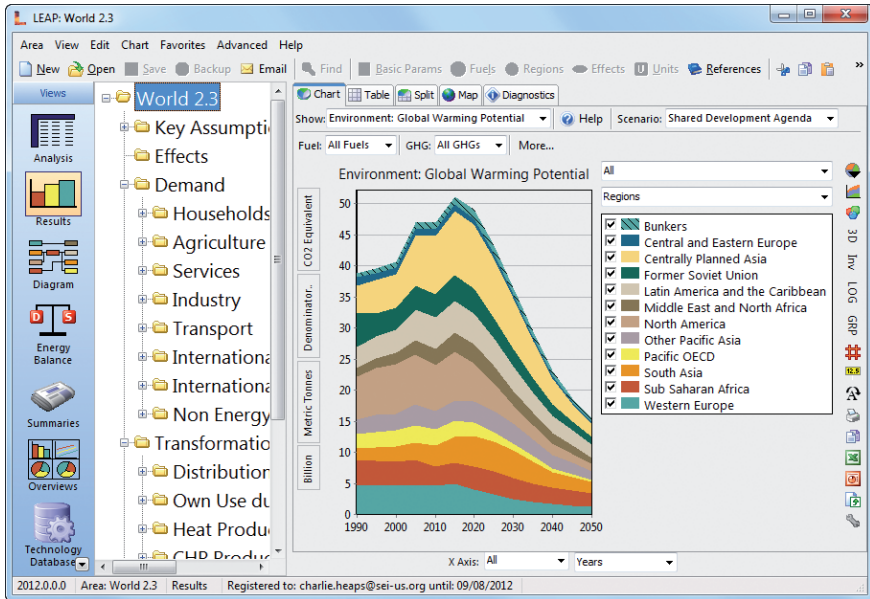 LEAP: World 2.3
Area View Edit Chart Favorites Advanced Help
New Open Save Backup Email Find Basic Params Fuels Regions Effects Units References »
Views
Analysis
Results
Diagram
Energy
Balance
Summaries
Overviews
Technology
Database
World 2.3
Key Assumpti
Effects
Demand
Households
Agriculture
Services
Industry
Transport
Internationa
Internationa
Non Energy
Transformatio
Distribution
Own Use du
Heat Produ
CHP Produc
Chart Table Split Map Diagnostics
Show: Environment: Global Warming Potential Help Scenario: Shared Development Agenda
Fuel: All Fuels GHG: All GHGs More...
Environment: Global Warming Potential
CO2 Equivalent
Denominator..
Metric Tonnes
Billion
50
45
40
35
30
25
20
15
10
5
0
1990 2000 2010 2020 2030 2040 2050
All
Regions
Bunkers
Central and Eastern Europe
Centrally Planned Asia
Former Soviet Union
Latin America and the Caribbean
Middle East and North Africa
North America
Other Pacific Asia
Pacific OECD
South Asia
Sub Saharan Africa
Western Europe
3D
Inv
LOG
GRP
12.5
X Axis: All Years
2012.0.0.0 Area: World 2.3 Results Registered to: charlie.heaps@sei-us.org until: 09/08/2012